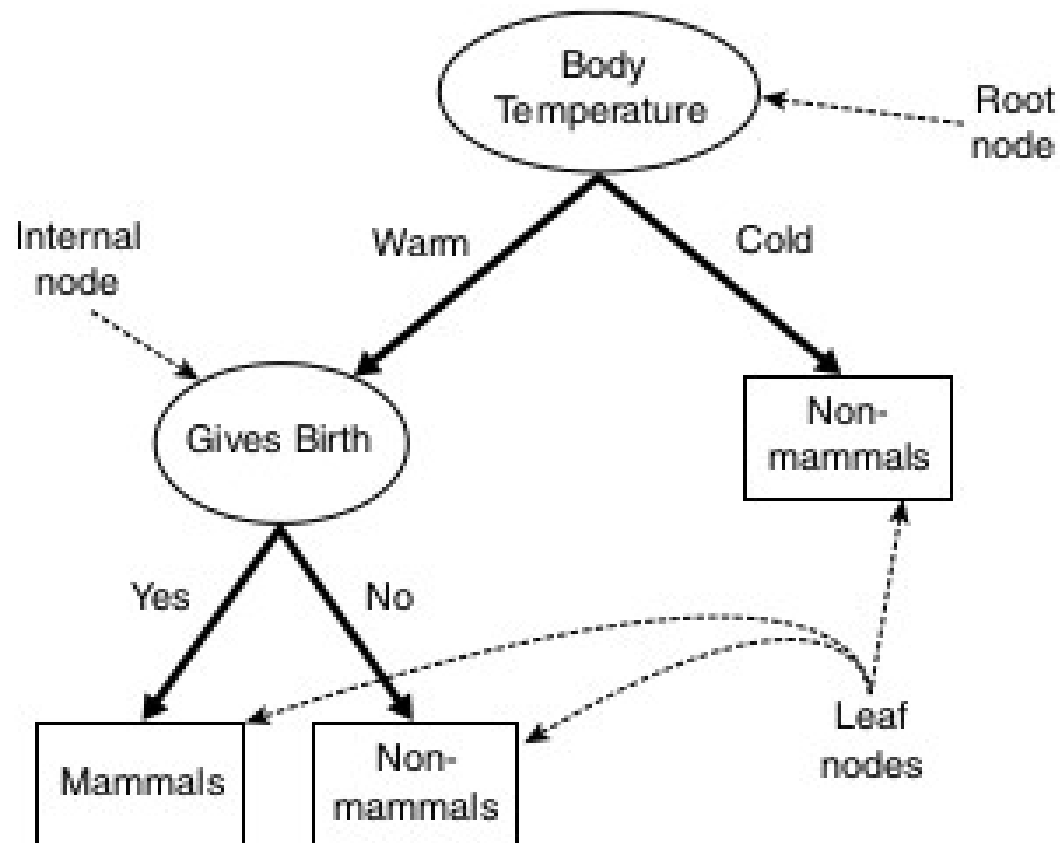 Body
Temperature
Root
node
Internal
node
Warm
Cold
Gives Birth
Non-
mammals
Yes
No
Mammals
Non-
mammals
Leaf
nodes